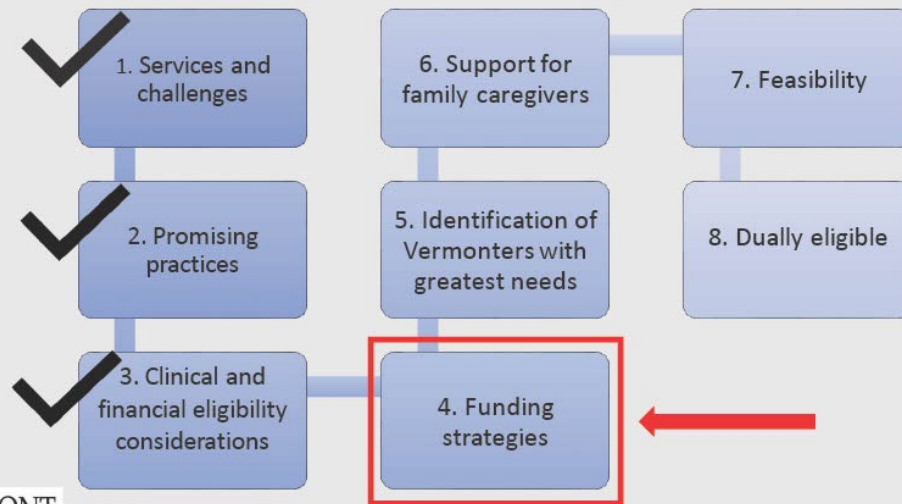 1. Services and
challenges
2. Promising
practices
3. Clinical and
financial eligibility
considerations
4. Funding
strategies
5. Identification of
Vermonters with
greatest needs
6. Support for
family caregivers
7. Feasibility
8. Dually eligible